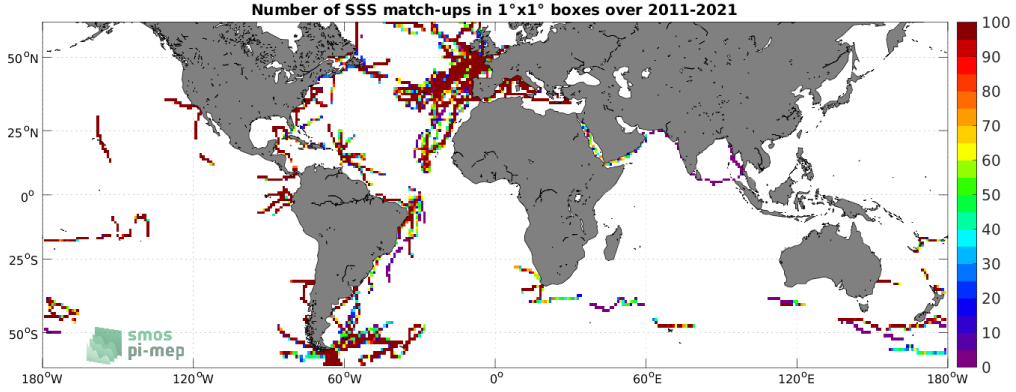 Number of SSS match-ups in 1°x1° boxes over 2011-2021
50°N
25°N
0°
25°S
50°S
180°W
120°W
60°W
0°
60°E
120°E
180°W
100
90
80
70
60
50
40
30
20
10
0
smos
pi-mep